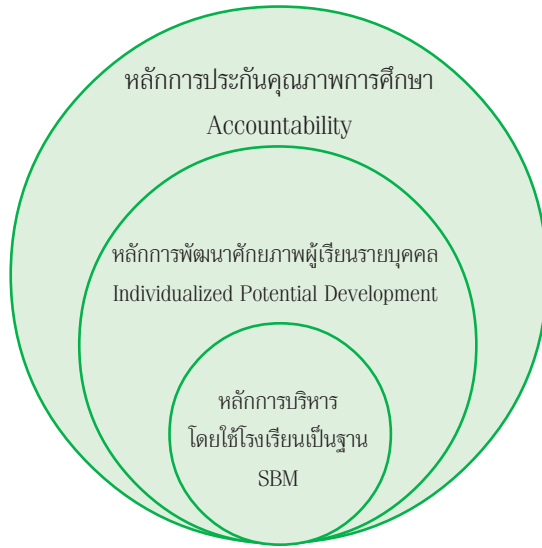 หลักการประกันคุณภาพการศึกษา
Accountability
หลักการพัฒนาศักยภาพผู้เรียนรายบุคคล
Individualized Potential Development
หลักการบริหาร
โดยใช้โรงเรียนเป็นฐาน
SBM